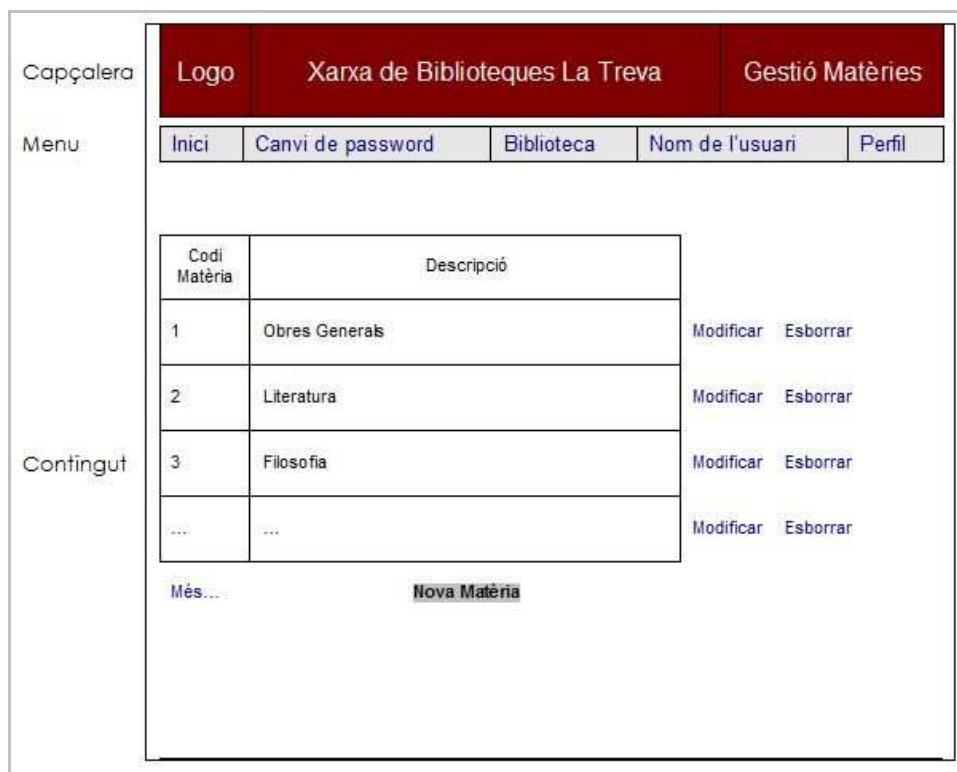 Capçalera
Logo
Xarxa de Biblioteques La Treva
Gestió Matèries
Menu
Inici
Canvi de password
Biblioteca
Nom de l'usuari
Perfil
Codi
Matèria
Descripció
1
Obres Generals
Modificar
Esborrar
2
Literatura
Modificar
Esborrar
Contingut
3
Filosofia
Modificar
Esborrar
...
...
Modificar
Esborrar
Més...
Nova Matèria